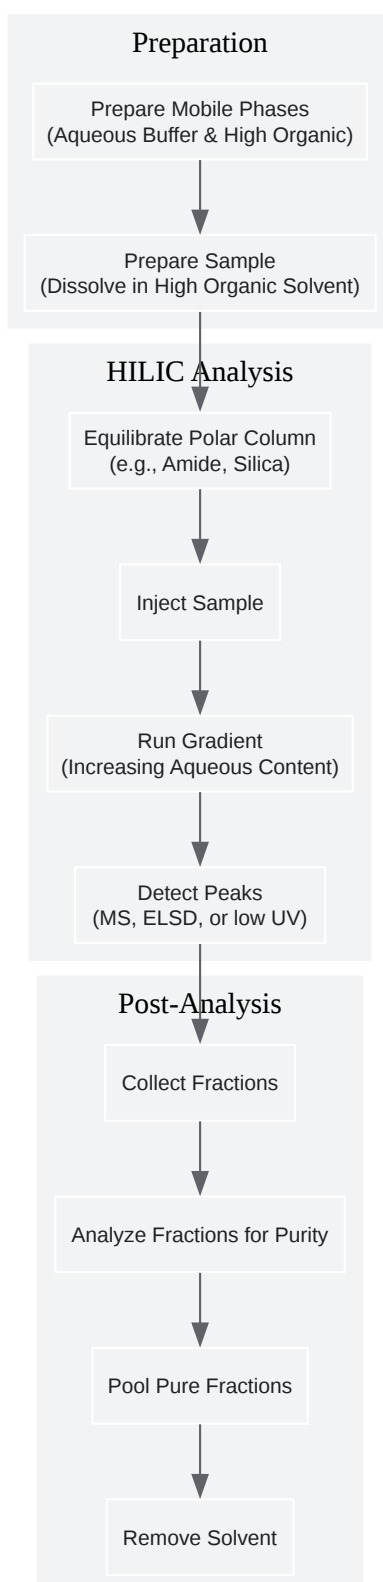 Preparation
Prepare Mobile Phases
(Aqueous Buffer & High Organic)
Prepare Sample
(Dissolve in High Organic Solvent)
HILIC Analysis
Equilibrate Polar Column
(e.g., Amide, Silica)
Inject Sample
Run Gradient
(Increasing Aqueous Content)
Detect Peaks
(MS, ELSD, or low UV)
Post-Analysis
Collect Fractions
Analyze Fractions for Purity
Pool Pure Fractions
Remove Solvent